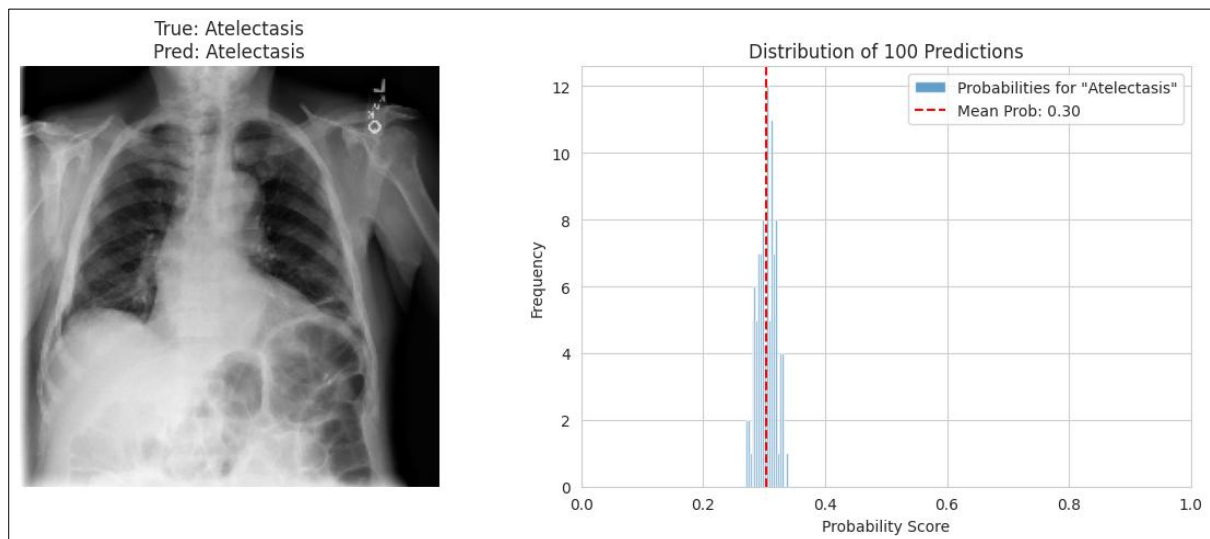 True: Atelectasis
Pred: Atelectasis
L
Distribution of 100 Predictions
Probabilities for "Atelectasis"
Mean Prob: 0.30
12
10
8
6
4
2
0
Frequency
0.0 0.2 0.4 0.6 0.8 1.0
Probability Score